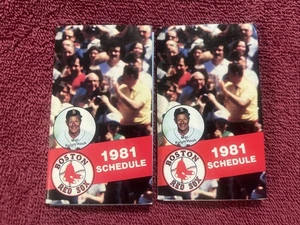 BOSTON
RED SOX
1981
SCHEDULE
BOSTON
RED SOX
1981
SCHEDULE